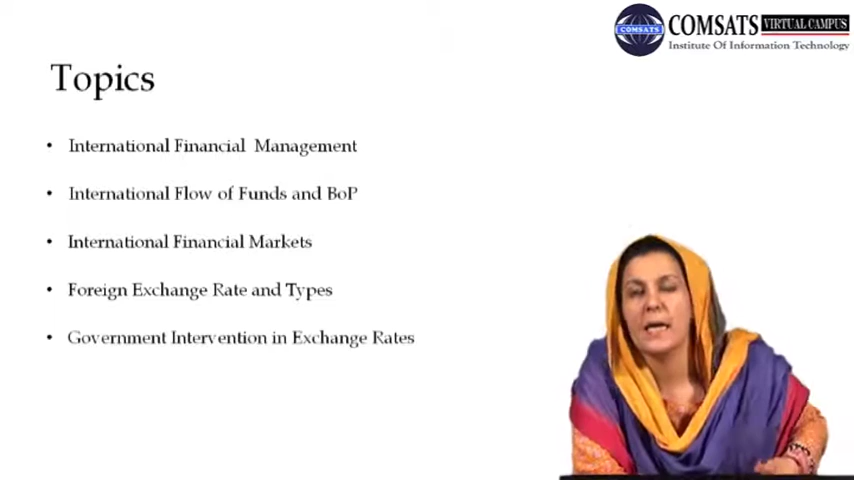 COMSATS VIRTUAL CAMPUS
COMSATS
Institute Of Information Technology
Topics
• International Financial Management
• International Flow of Funds and BoP
• International Financial Markets
• Foreign Exchange Rate and Types
• Government Intervention in Exchange Rates